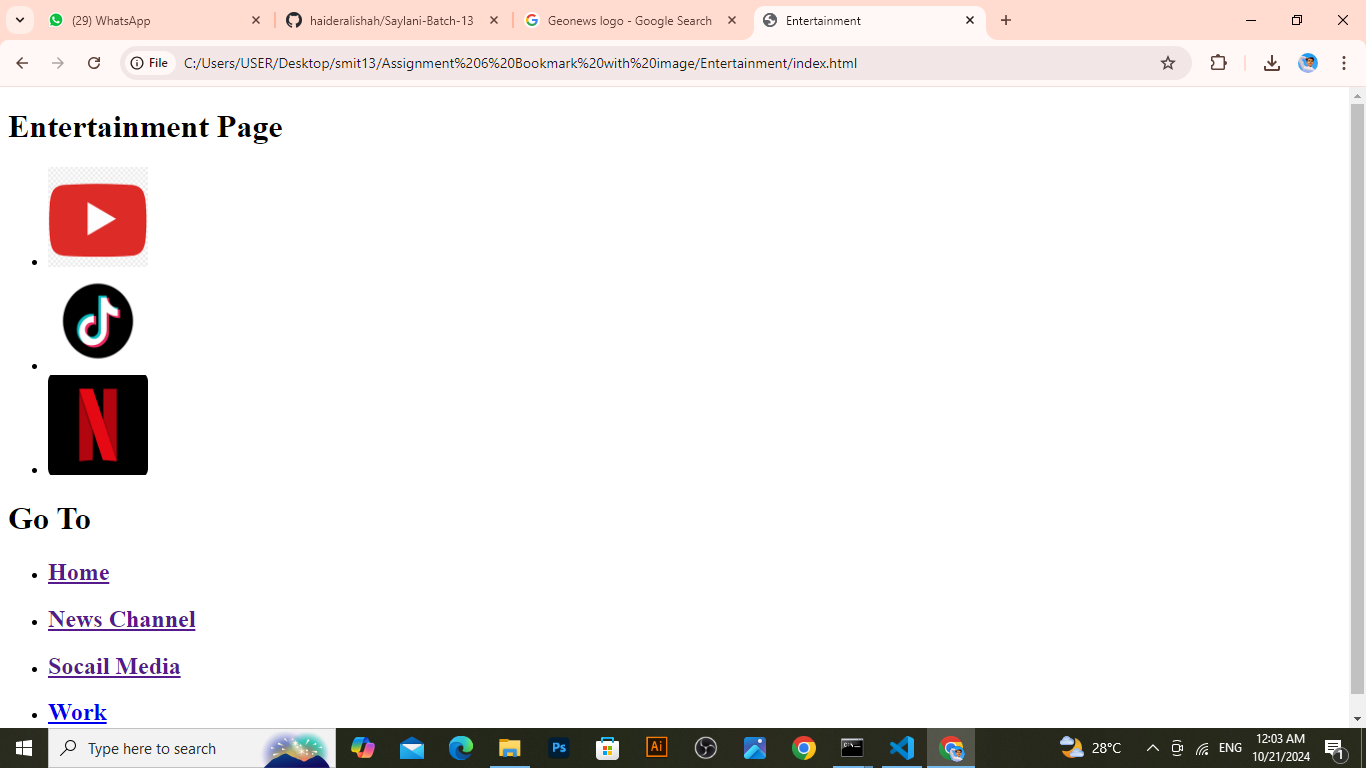 (29) WhatsApp
haideralishah/Saylani-Batch-13
Geonews logo - Google Search
Entertainment
File
C:/Users/USER/Desktop/smit13/Assignment%206%20Bookmark%20with%20image/Entertainment/index.html
Entertainment Page
N
Go To
Home
News Channel
Socail Media
Work
Type here to search
Ps
Ai
28°C
ENG
12:03 AM
10/21/2024
1